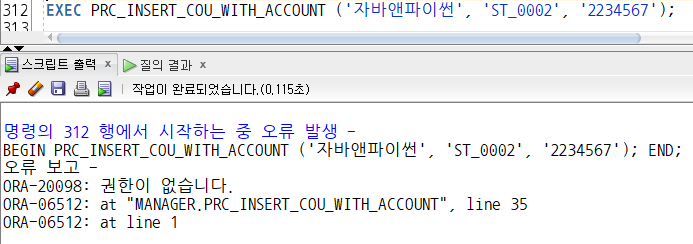 312 EXEC PRC_INSERT_COU_WITH_ACCOUNT ('자바앤파이썬', 'ST_0002', '2234567');
313
스크립트 출력 x 질의 결과 x
작업이 완료되었습니다.(0,115초)
명령의 312 행에서 시작하는 중 오류 발생 -
BEGIN PRC_INSERT_COU_WITH_ACCOUNT ('자바앤파이썬', 'ST_0002', '2234567'); END;
오류 보고 -
ORA-20098: 권한이 없습니다.
ORA-06512: at "MANAGER.PRC_INSERT_COU_WITH_ACCOUNT", line 35
ORA-06512: at line 1